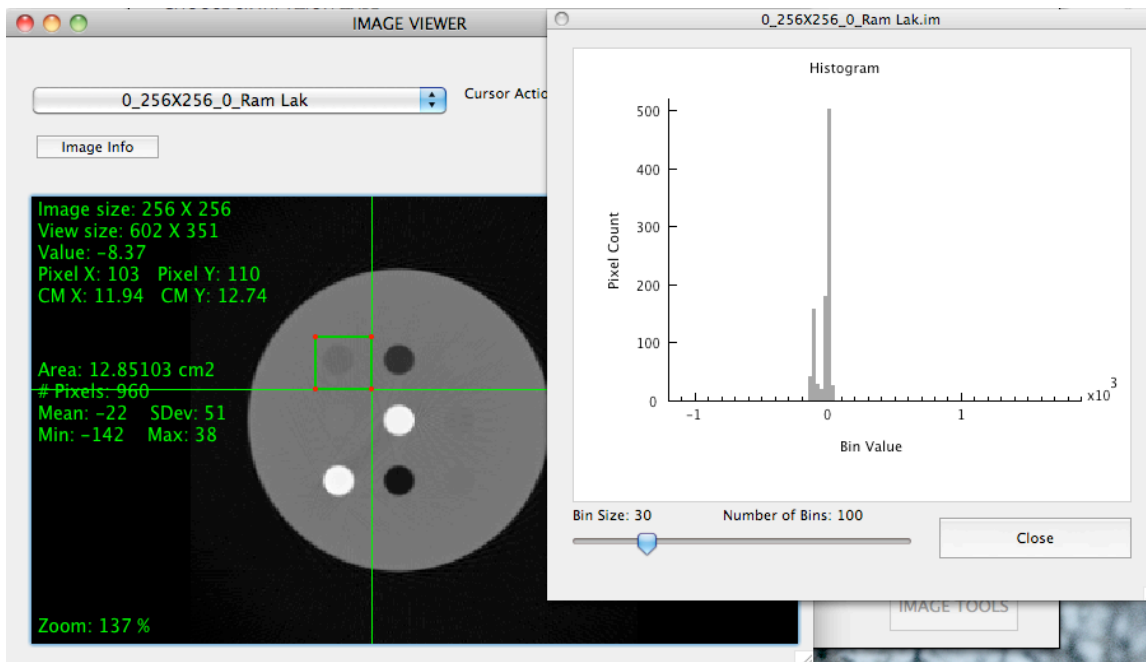 IMAGE VIEWER
0_256X256_0_Ram Lak
Cursor Actio
Image Info
Image size: 256 X 256
View size: 602 X 351
Value: -8.37
Pixel X: 103 Pixel Y: 110
CM X: 11.94 CM Y: 12.74
Area: 12.85103 cm2
# Pixels: 960
Mean: -22 SDev: 51
Min: -142 Max: 38
Zoom: 137 %
0_256X256_0_Ram Lak.im
Histogram
500
400
300
200
100
0
Pixel Count
-1 0 1 x10³
Bin Value
Bin Size: 30 Number of Bins: 100
Close
IMAGE TOOLS